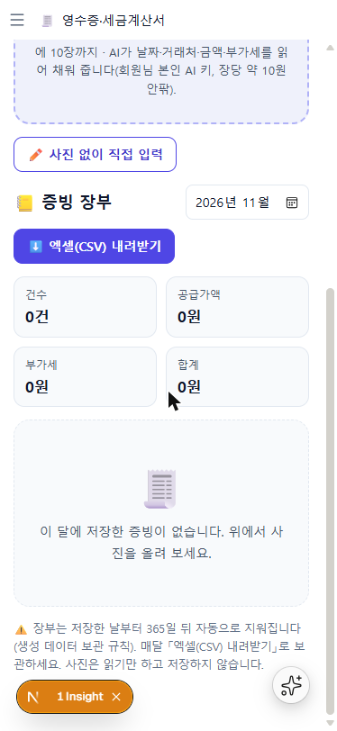 영수증·세금계산서
에 10장까지 · AI가 날짜·거래처·금액·부가세를 읽
어 채워 줍니다(회원님 본인 AI 키, 장당 약 10원
안팎).
사진 없이 직접 입력
증빙 장부
2026년 11월
엑셀(CSV) 내려받기
건수
공급가액
0건
0원
부가세
합계
0원
0원
이 달에 저장한 증빙이 없습니다. 위에서 사
진을 올려 보세요.
장부는 저장한 날부터 365일 뒤 자동으로 지워집니다
(생성 데이터 보관 규칙). 매달 「엑셀(CSV) 내려받기」로 보
관하세요. 사진은 읽기만 하고 저장하지 않습니다.
N 1 Insight ×